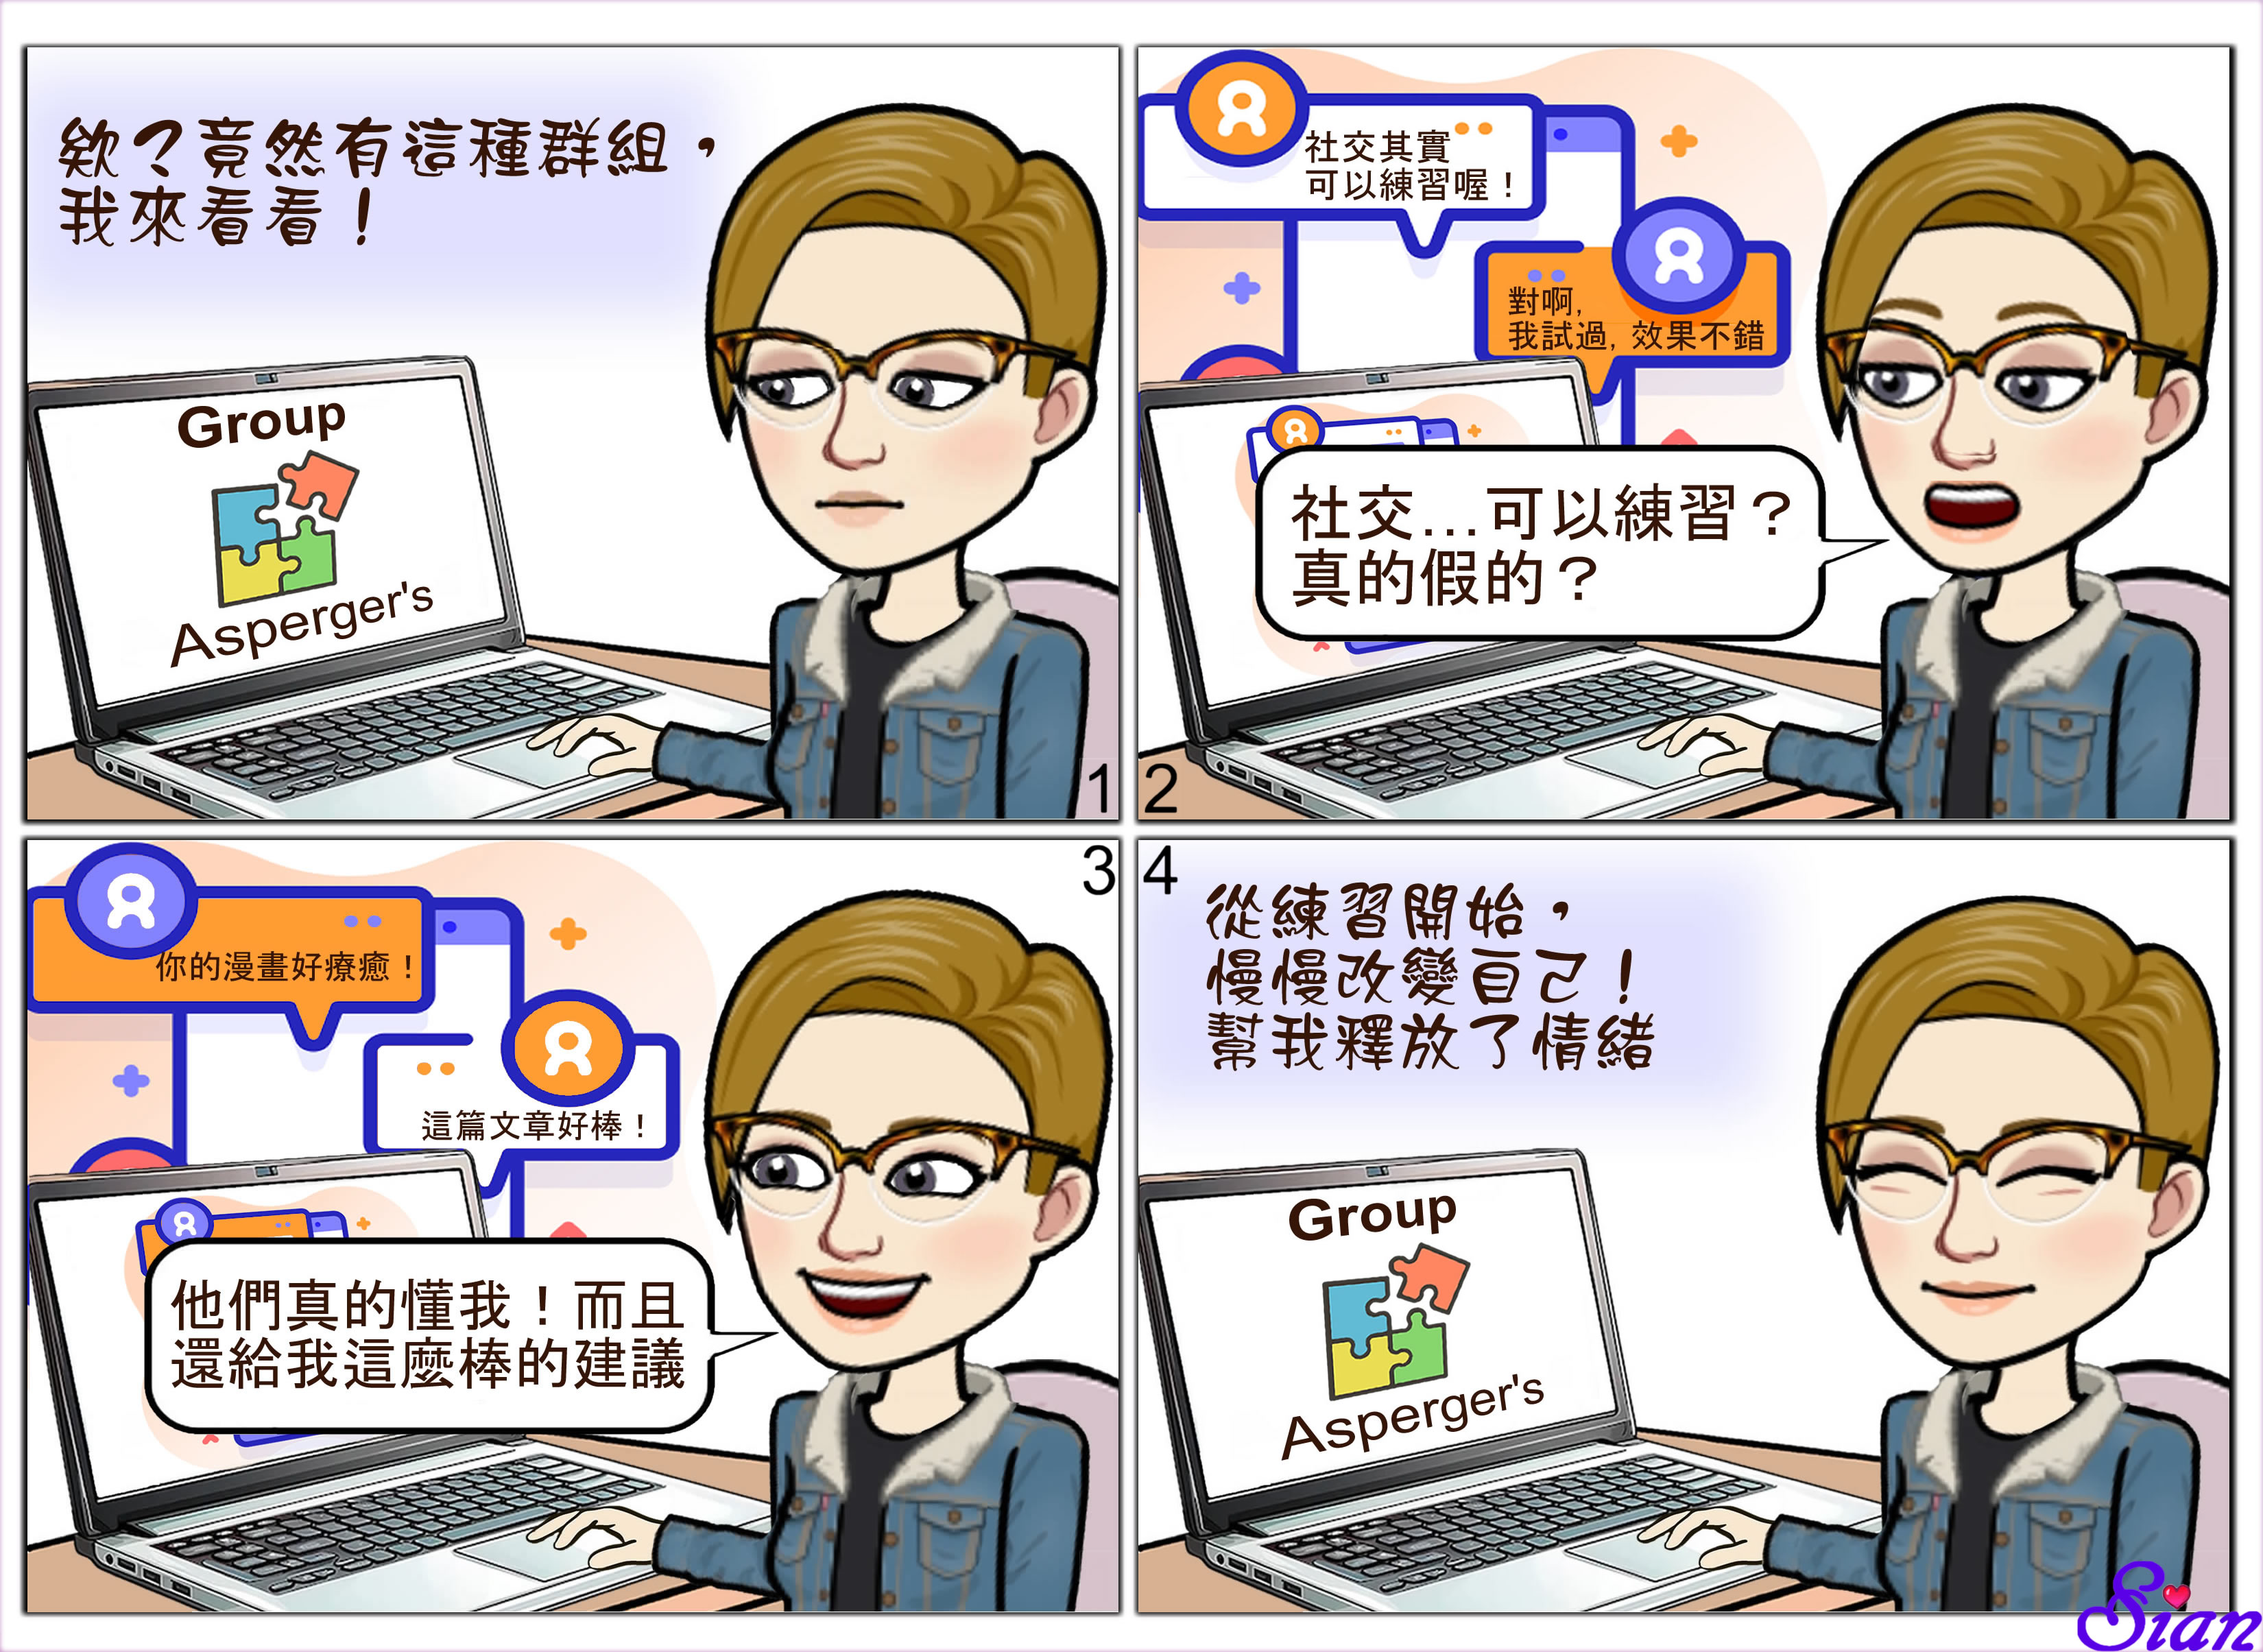 欸？竟然有這種群組，
我來看看！
Group
Asperger's
1
社交其實
可以練習喔！
對啊,
我試過, 效果不錯
社交...可以練習？
真的假的？
2
3
你的漫畫好療癒！
這篇文章好棒！
他們真的懂我！而且
還給我這麼棒的建議
4
從練習開始，
慢慢改變自己！
幫我釋放了情緒
Group
Asperger's
Sian